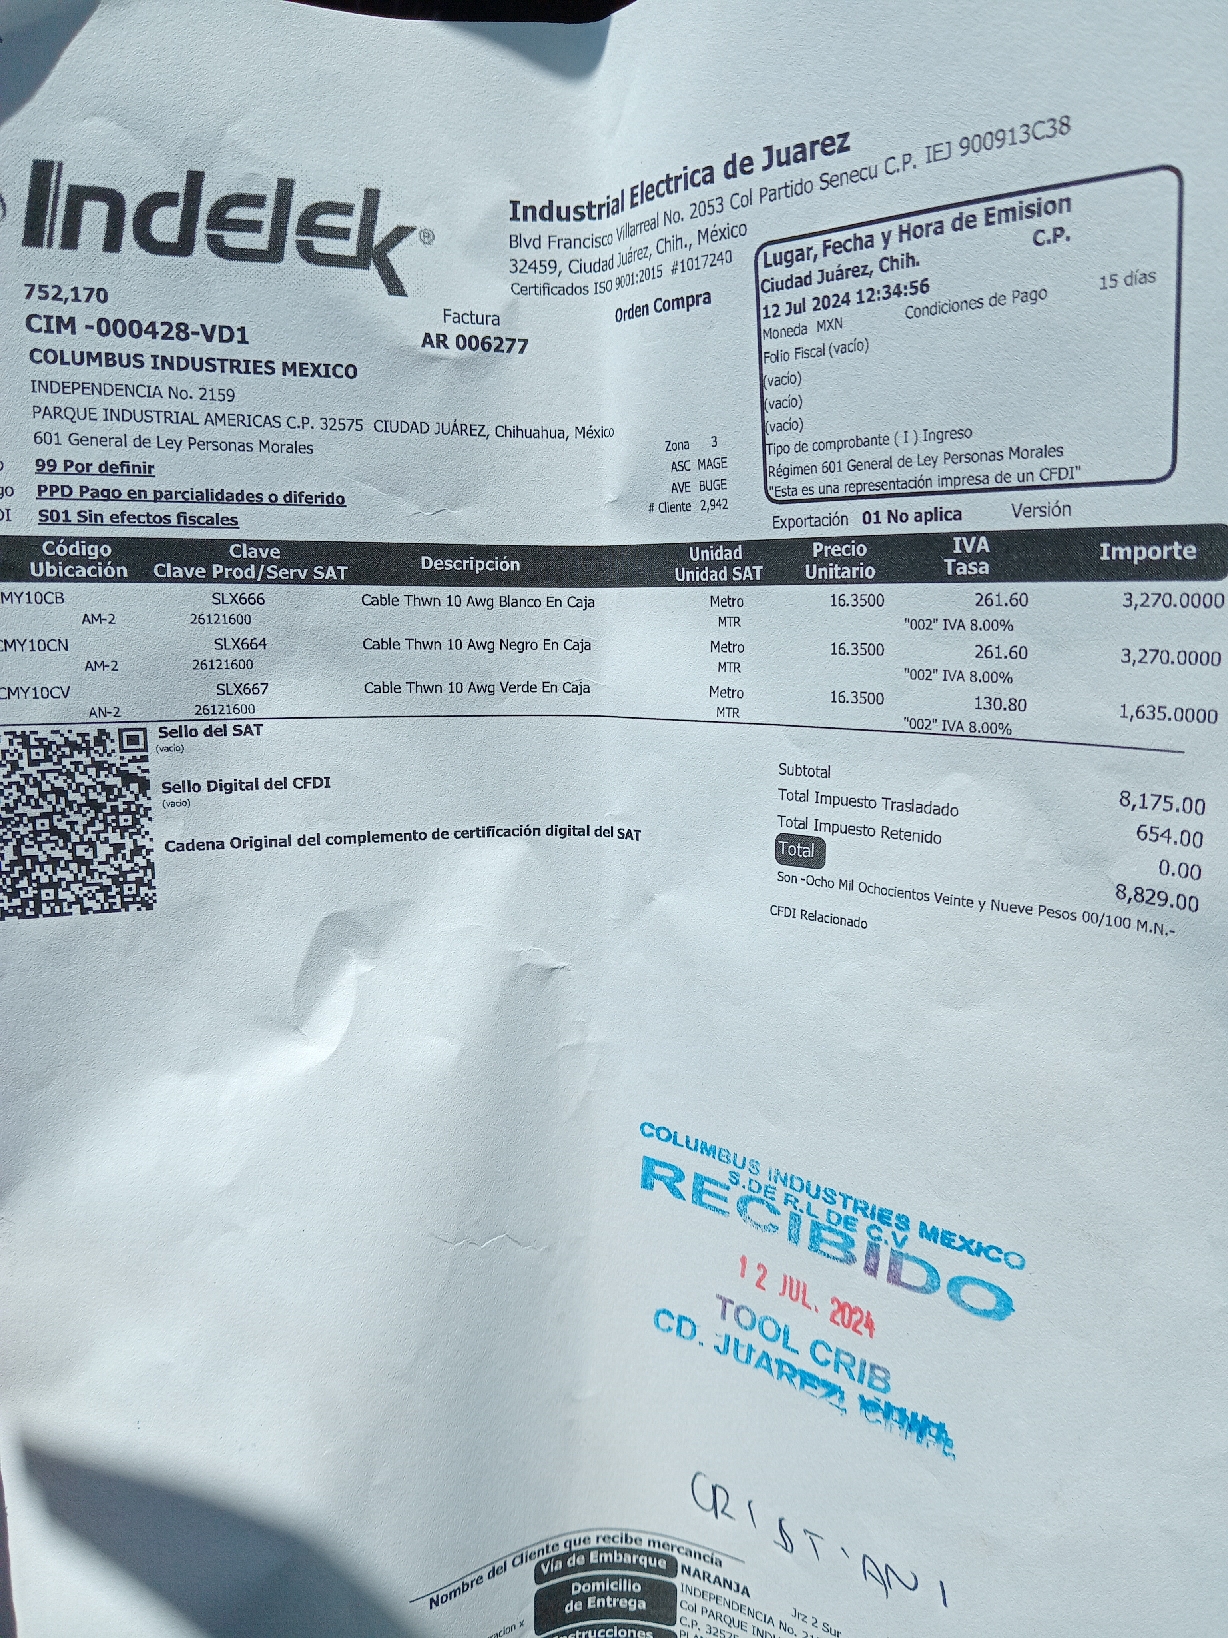 Indelek®
Industrial Electrica de Juarez
Blvd Francisco Villarreal No. 2053 Col Partido Senecu C.P. IEJ 900913C38
32459, Ciudad Juárez, Chih., México
Certificados ISO 9001:2015 #1017240
Orden Compra
Lugar, Fecha y Hora de Emision
C.P.
Ciudad Juárez, Chih.
12 Jul 2024 12:34:56
Moneda MXN
Condiciones de Pago 15 días
Folio Fiscal (vacío)
(vacío)
(vacío)
(vacío)
Tipo de comprobante ( I ) Ingreso
Régimen 601 General de Ley Personas Morales
"Esta es una representación impresa de un CFDI"
752,170
CIM -000428-VD1
Factura
AR 006277
COLUMBUS INDUSTRIES MEXICO
INDEPENDENCIA No. 2159
PARQUE INDUSTRIAL AMERICAS C.P. 32575 CIUDAD JUÁREZ, Chihuahua, México
601 General de Ley Personas Morales
99 Por definir
PPD Pago en parcialidades o diferido
S01 Sin efectos fiscales
Zona 3
ASC MAGE
AVE BUGE
# Cliente 2,942
Exportación 01 No aplica Versión
Código Clave Descripción Unidad Precio IVA Importe
Ubicación Clave Prod/Serv SAT Unidad SAT Unitario Tasa
MY10CB SLX666 Cable Thwn 10 Awg Blanco En Caja Metro 16.3500 261.60 3,270.0000
AM-2 26121600 MTR "002" IVA 8.00%
CMY10CN SLX664 Cable Thwn 10 Awg Negro En Caja Metro 16.3500 261.60 3,270.0000
AM-2 26121600 MTR "002" IVA 8.00%
CMY10CV SLX667 Cable Thwn 10 Awg Verde En Caja Metro 16.3500 130.80 1,635.0000
AN-2 26121600 MTR "002" IVA 8.00%
Sello del SAT
(vacío)
Sello Digital del CFDI
(vacío)
Cadena Original del complemento de certificación digital del SAT
Subtotal 8,175.00
Total Impuesto Trasladado 654.00
Total Impuesto Retenido 0.00
Total 8,829.00
Son -Ocho Mil Ochocientos Veinte y Nueve Pesos 00/100 M.N.-
CFDI Relacionado
COLUMBUS INDUSTRIES MEXICO
S.DE R.L DE C.V
RECIBIDO
12 JUL. 2024
TOOL CRIB
CD. JUAREZ, CHIH.
CRISTIAN
Nombre del Cliente que recibe mercancía
Vía de Embarque NARANJA
Jrz 2 Sur
Domicilio
de Entrega
INDEPENDENCIA No.
Col PARQUE
C.P.